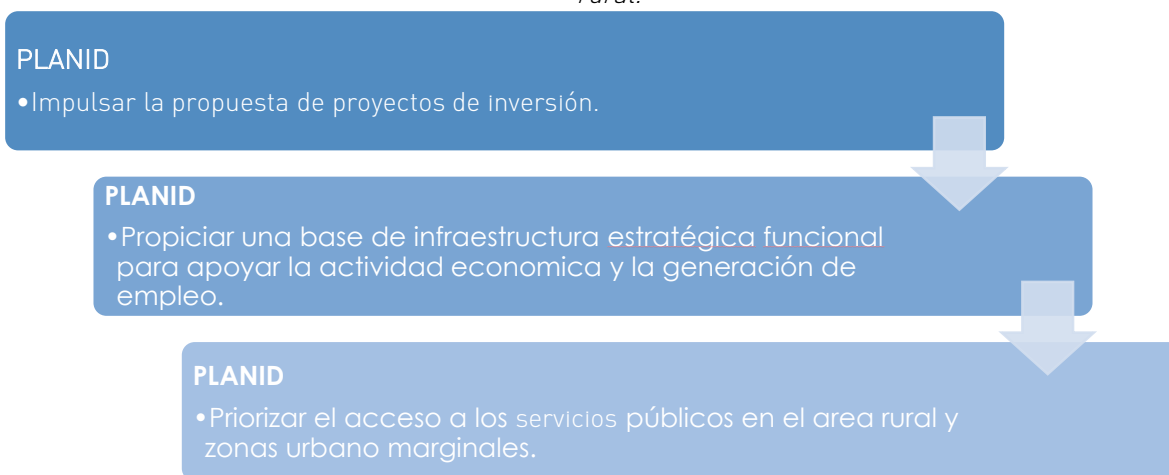 rural.
PLANID
•Impulsar la propuesta de proyectos de inversión.
PLANID
•Propiciar una base de infraestructura estratégica funcional
para apoyar la actividad economica y la generación de
empleo.
PLANID
•Priorizar el acceso a los servicios públicos en el area rural y
zonas urbano marginales.